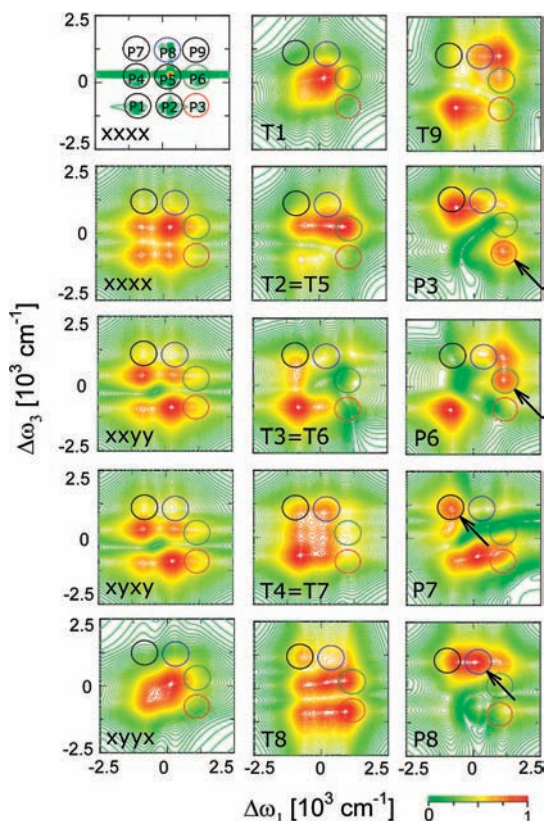 2.5
0
-2.5
P7 P8 P9
P4 P5 P6
P1 P2 P3
xxxx
T1
T9
2.5
0
-2.5
xxxx
T2=T5
P3
2.5
0
-2.5
xxyy
T3=T6
P6
2.5
0
-2.5
xyxy
T4=T7
P7
2.5
0
-2.5
xyyx
T8
P8
-2.5 0 2.5 -2.5 0 2.5 -2.5 0 2.5
Δω₃ [10³ cm⁻¹]
Δω₁ [10³ cm⁻¹]
0 1